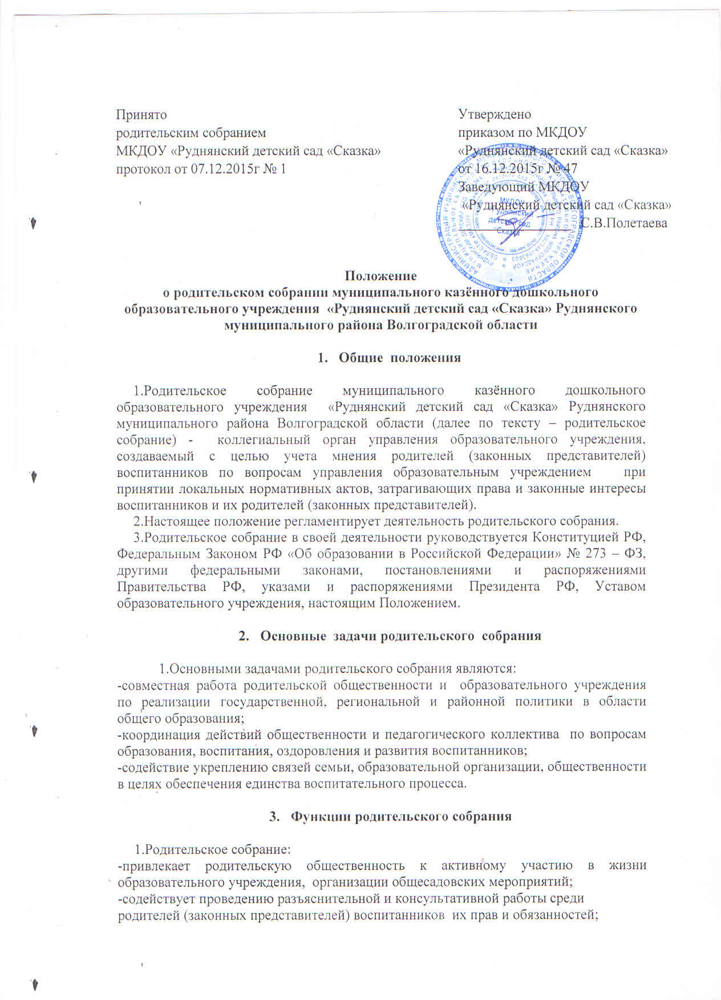 Принято
родительским собранием
МКДОУ «Руднянский детский сад «Сказка»
протокол от 07.12.2015г № 1
Утверждено
приказом по МКДОУ
«Руднянский детский сад «Сказка»
от 16.12.2015г № 47
Заведующий МКДОУ
«Руднянский детский сад «Сказка»
С.В.Полетаева
МКДОУ
"Руднянский
детский сад
"Сказка"
Положение
о родительском собрании муниципального казённого дошкольного
образовательного учреждения «Руднянский детский сад «Сказка» Руднянского
муниципального района Волгоградской области
1. Общие положения
1.Родительское собрание муниципального казённого дошкольного
образовательного учреждения «Руднянский детский сад «Сказка» Руднянского
муниципального района Волгоградской области (далее по тексту – родительское
собрание) - коллегиальный орган управления образовательного учреждения,
создаваемый с целью учета мнения родителей (законных представителей)
воспитанников по вопросам управления образовательным учреждением при
принятии локальных нормативных актов, затрагивающих права и законные интересы
воспитанников и их родителей (законных представителей).
2.Настоящее положение регламентирует деятельность родительского собрания.
3.Родительское собрание в своей деятельности руководствуется Конституцией РФ,
Федеральным Законом РФ «Об образовании в Российской Федерации» № 273 – ФЗ,
другими федеральными законами, постановлениями и распоряжениями
Правительства РФ, указами и распоряжениями Президента РФ, Уставом
образовательного учреждения, настоящим Положением.
2. Основные задачи родительского собрания
1.Основными задачами родительского собрания являются:
-совместная работа родительской общественности и образовательного учреждения
по реализации государственной, региональной и районной политики в области
общего образования;
-координация действий общественности и педагогического коллектива по вопросам
образования, воспитания, оздоровления и развития воспитанников;
-содействие укреплению связей семьи, образовательной организации, общественности
в целях обеспечения единства воспитательного процесса.
3. Функции родительского собрания
1.Родительское собрание:
-привлекает родительскую общественность к активному участию в жизни
образовательного учреждения, организации общесадовских мероприятий;
-содействует проведению разъяснительной и консультативной работы среди
родителей (законных представителей) воспитанников их прав и обязанностей;